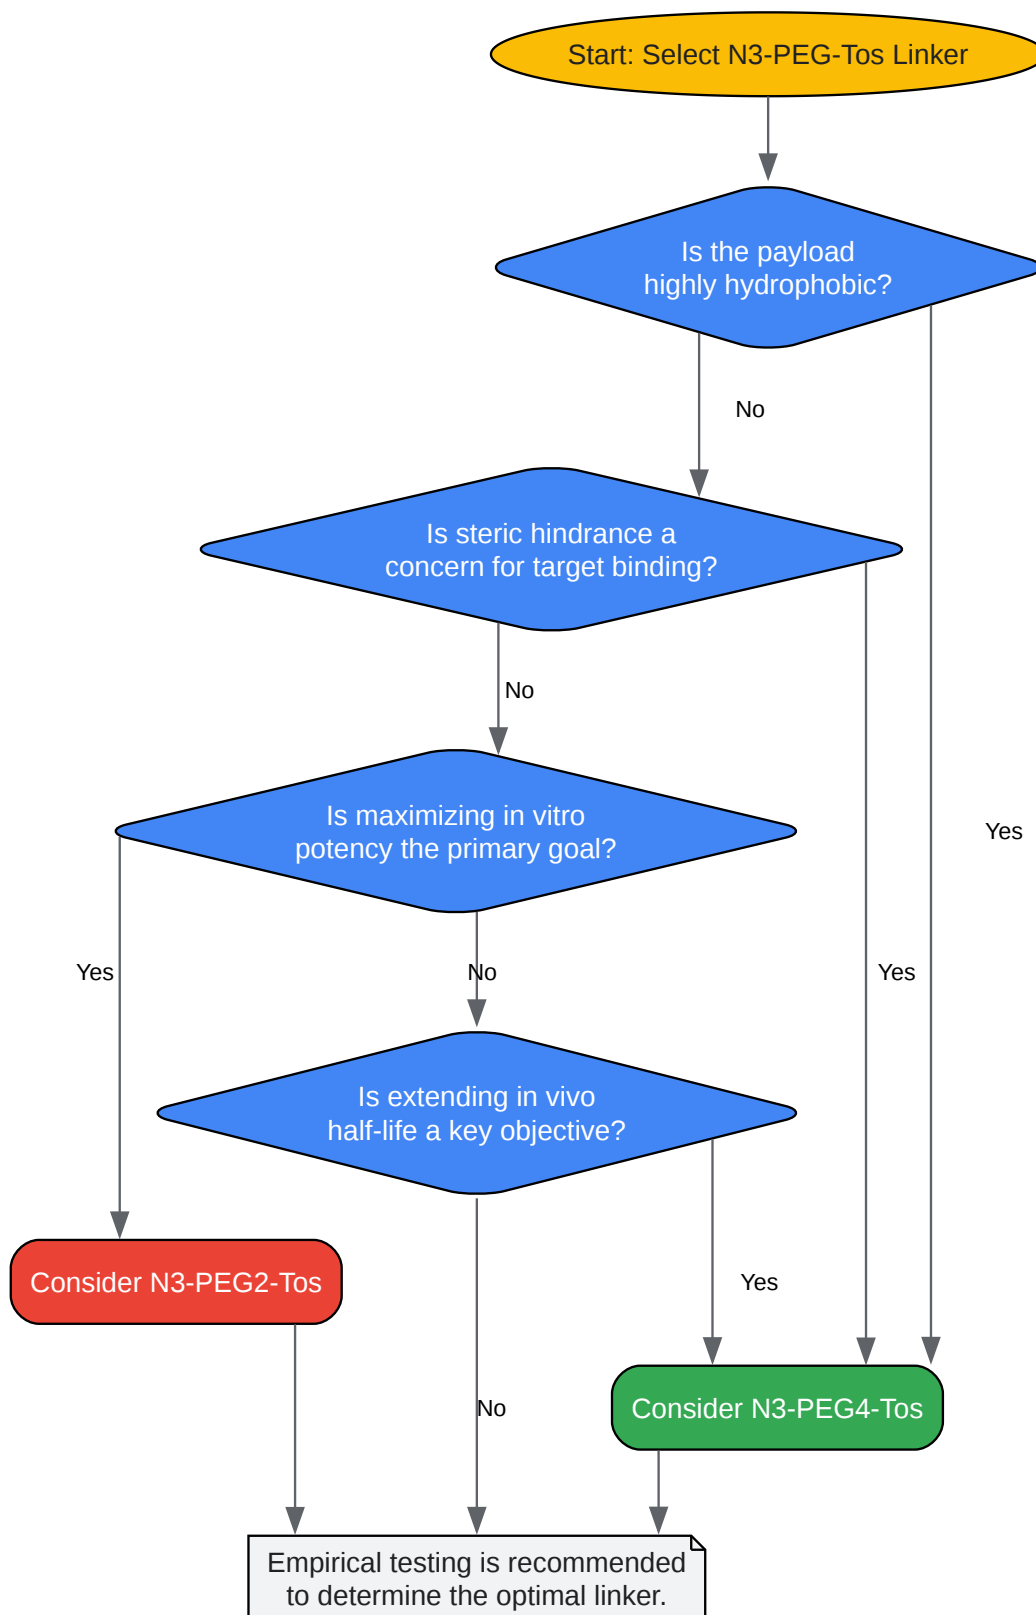 Start: Select N3-PEG-Tos Linker
Is the payload
highly hydrophobic?
No
Is steric hindrance a
concern for target binding?
No
Is maximizing in vitro
potency the primary goal?
Yes
Yes
No
Yes
Is extending in vivo
half-life a key objective?
Consider N3-PEG2-Tos
Yes
No
Consider N3-PEG4-Tos
Empirical testing is recommended
to determine the optimal linker.